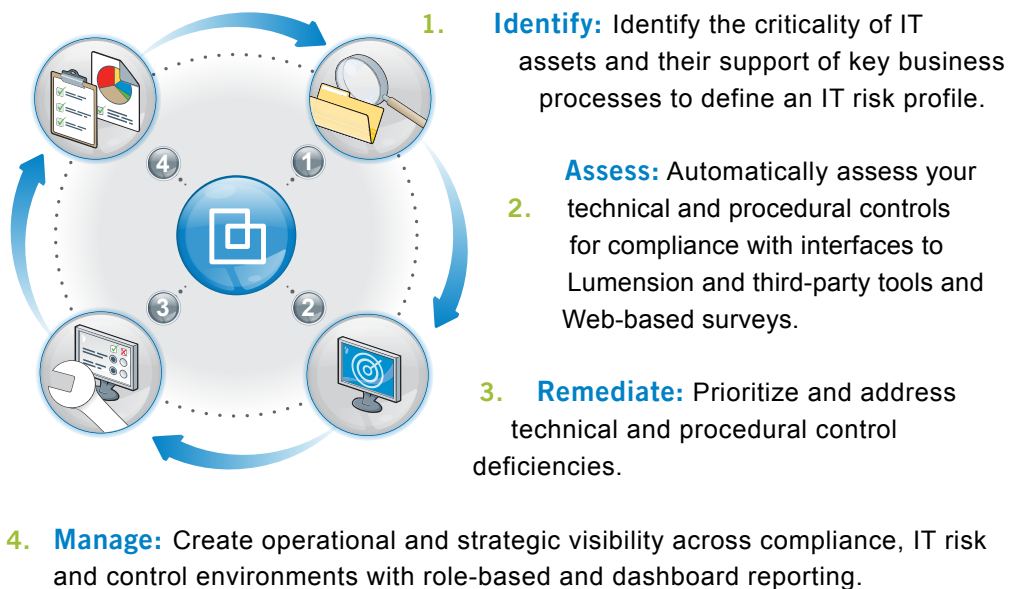 1. Identify: Identify the criticality of IT
assets and their support of key business
processes to define an IT risk profile.
Assess: Automatically assess your
2. technical and procedural controls
for compliance with interfaces to
Lumension and third-party tools and
Web-based surveys.
3. Remediate: Prioritize and address
technical and procedural control
deficiencies.
4. Manage: Create operational and strategic visibility across compliance, IT risk
and control environments with role-based and dashboard reporting.
4
1
3
2